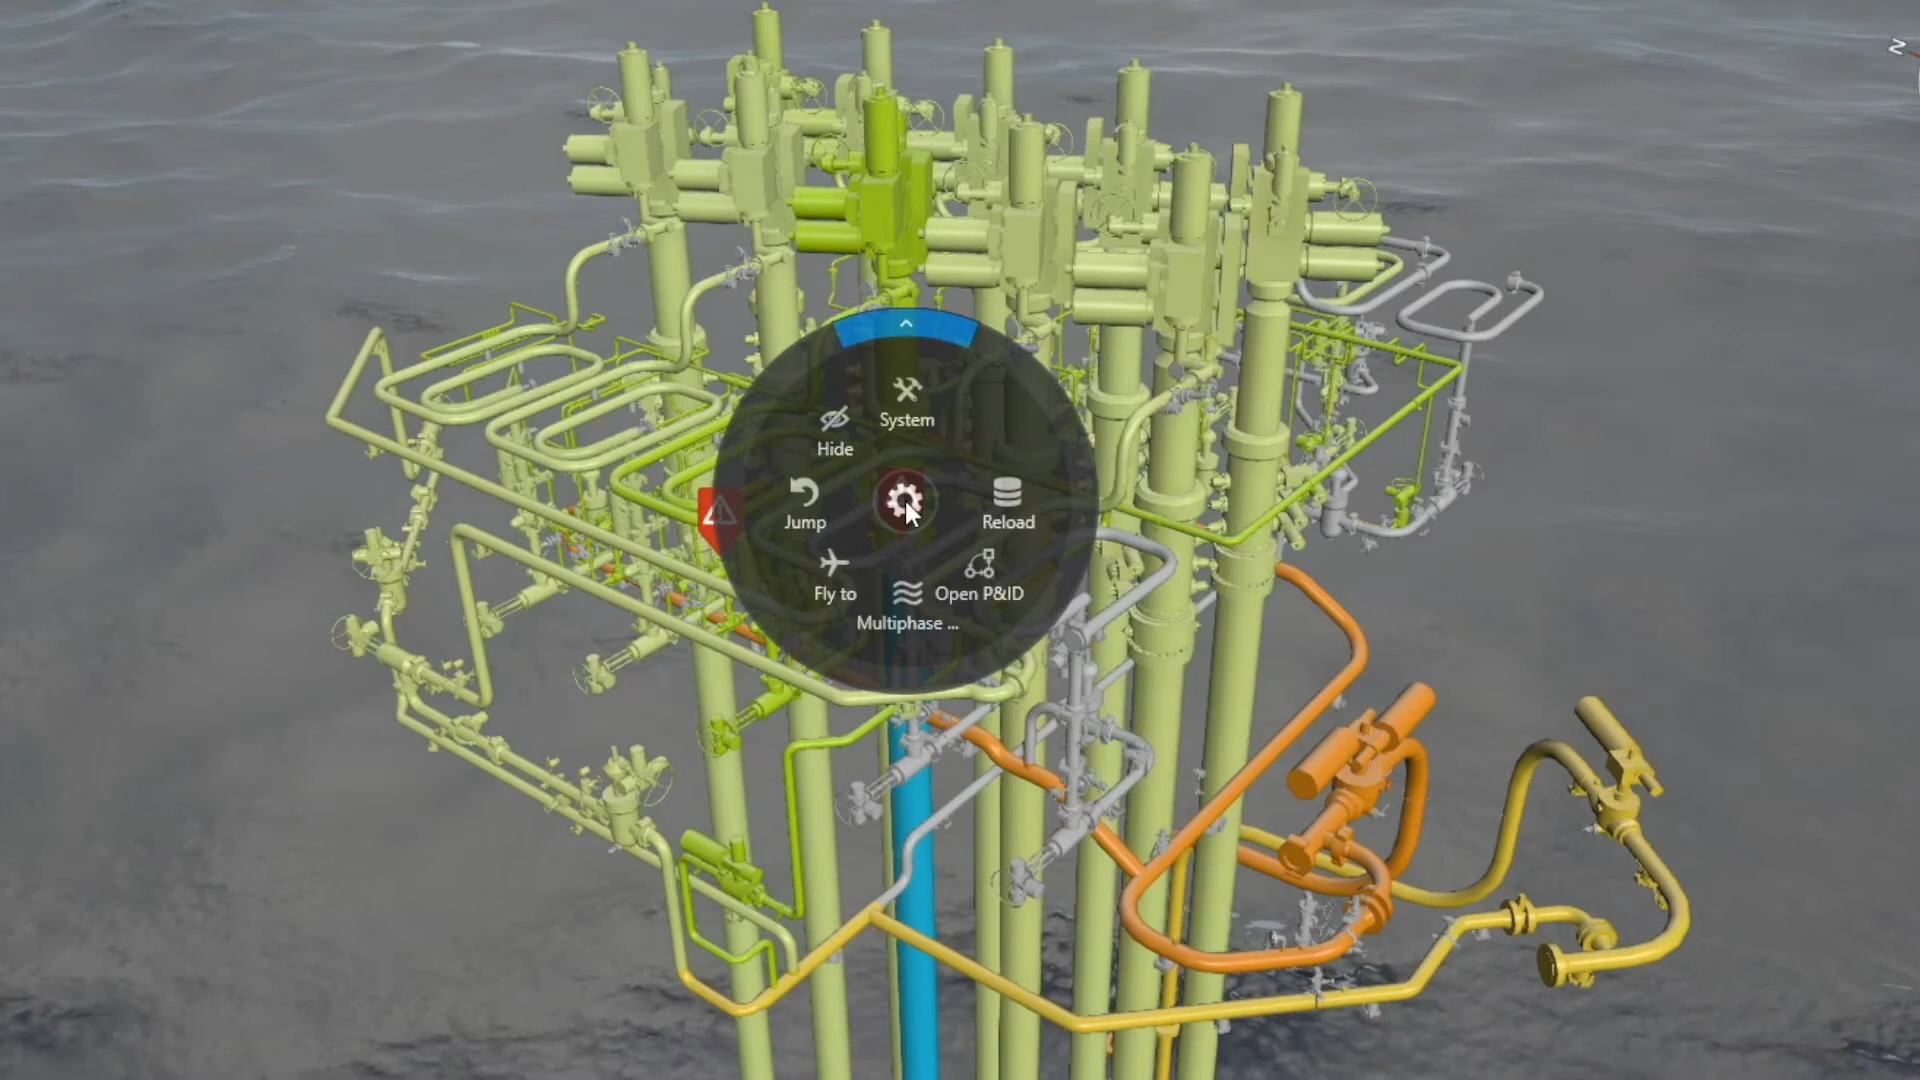 N
System
Hide
Jump
Reload
Fly to
Open P&ID
Multiphase ...